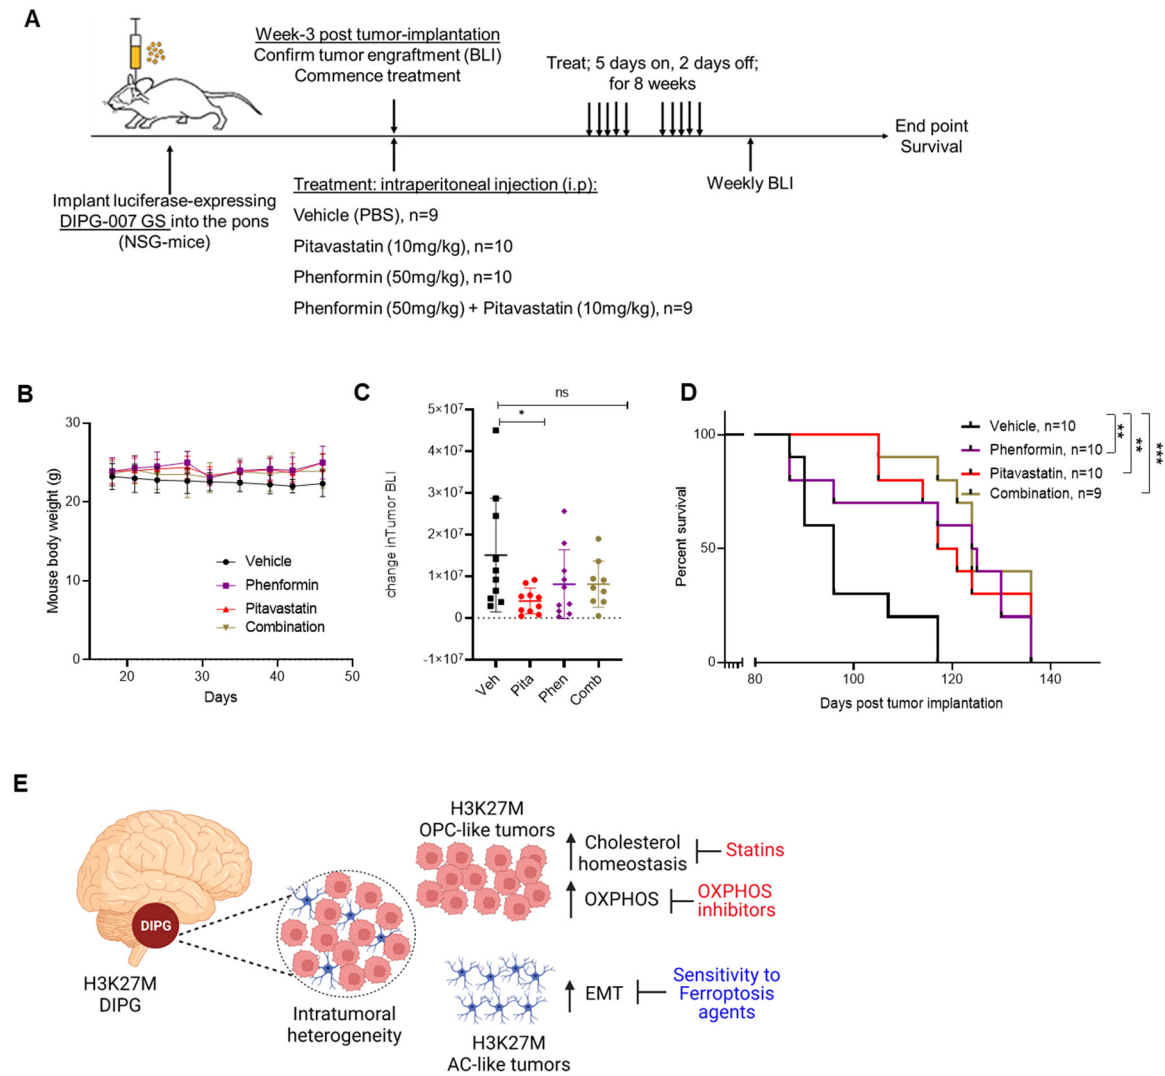 A
Week-3 post tumor-implantation
Confirm tumor engraftment (BLI)
Commence treatment
Treat; 5 days on, 2 days off;
for 8 weeks
End point
Survival
Implant luciferase-expressing
DIPG-007 GS into the pons
(NSG-mice)
Treatment: intraperitoneal injection (i.p):
Vehicle (PBS), n=9
Pitavastatin (10mg/kg), n=10
Phenformin (50mg/kg), n=10
Phenformin (50mg/kg) + Pitavastatin (10mg/kg), n=9
Weekly BLI
B
Mouse body weight (g)
30
20
10
0
20
30
40
50
Days
Vehicle
Phenformin
Pitavastatin
Combination
C
ns
*
change inTumor BLI
5×10⁷
4×10⁷
3×10⁷
2×10⁷
1×10⁷
0
-1×10⁷
Veh
Pita
Phen
Comb
D
Percent survival
100
50
0
80
100
120
140
Days post tumor implantation
Vehicle, n=10
Phenformin, n=10
Pitavastatin, n=10
Combination, n=9
**
**
***
E
DIPG
H3K27M
DIPG
Intratumoral
heterogeneity
H3K27M
OPC-like tumors
Cholesterol
homeostasis
Statins
OXPHOS
OXPHOS
inhibitors
EMT
Sensitivity to
Ferroptosis
agents
H3K27M
AC-like tumors